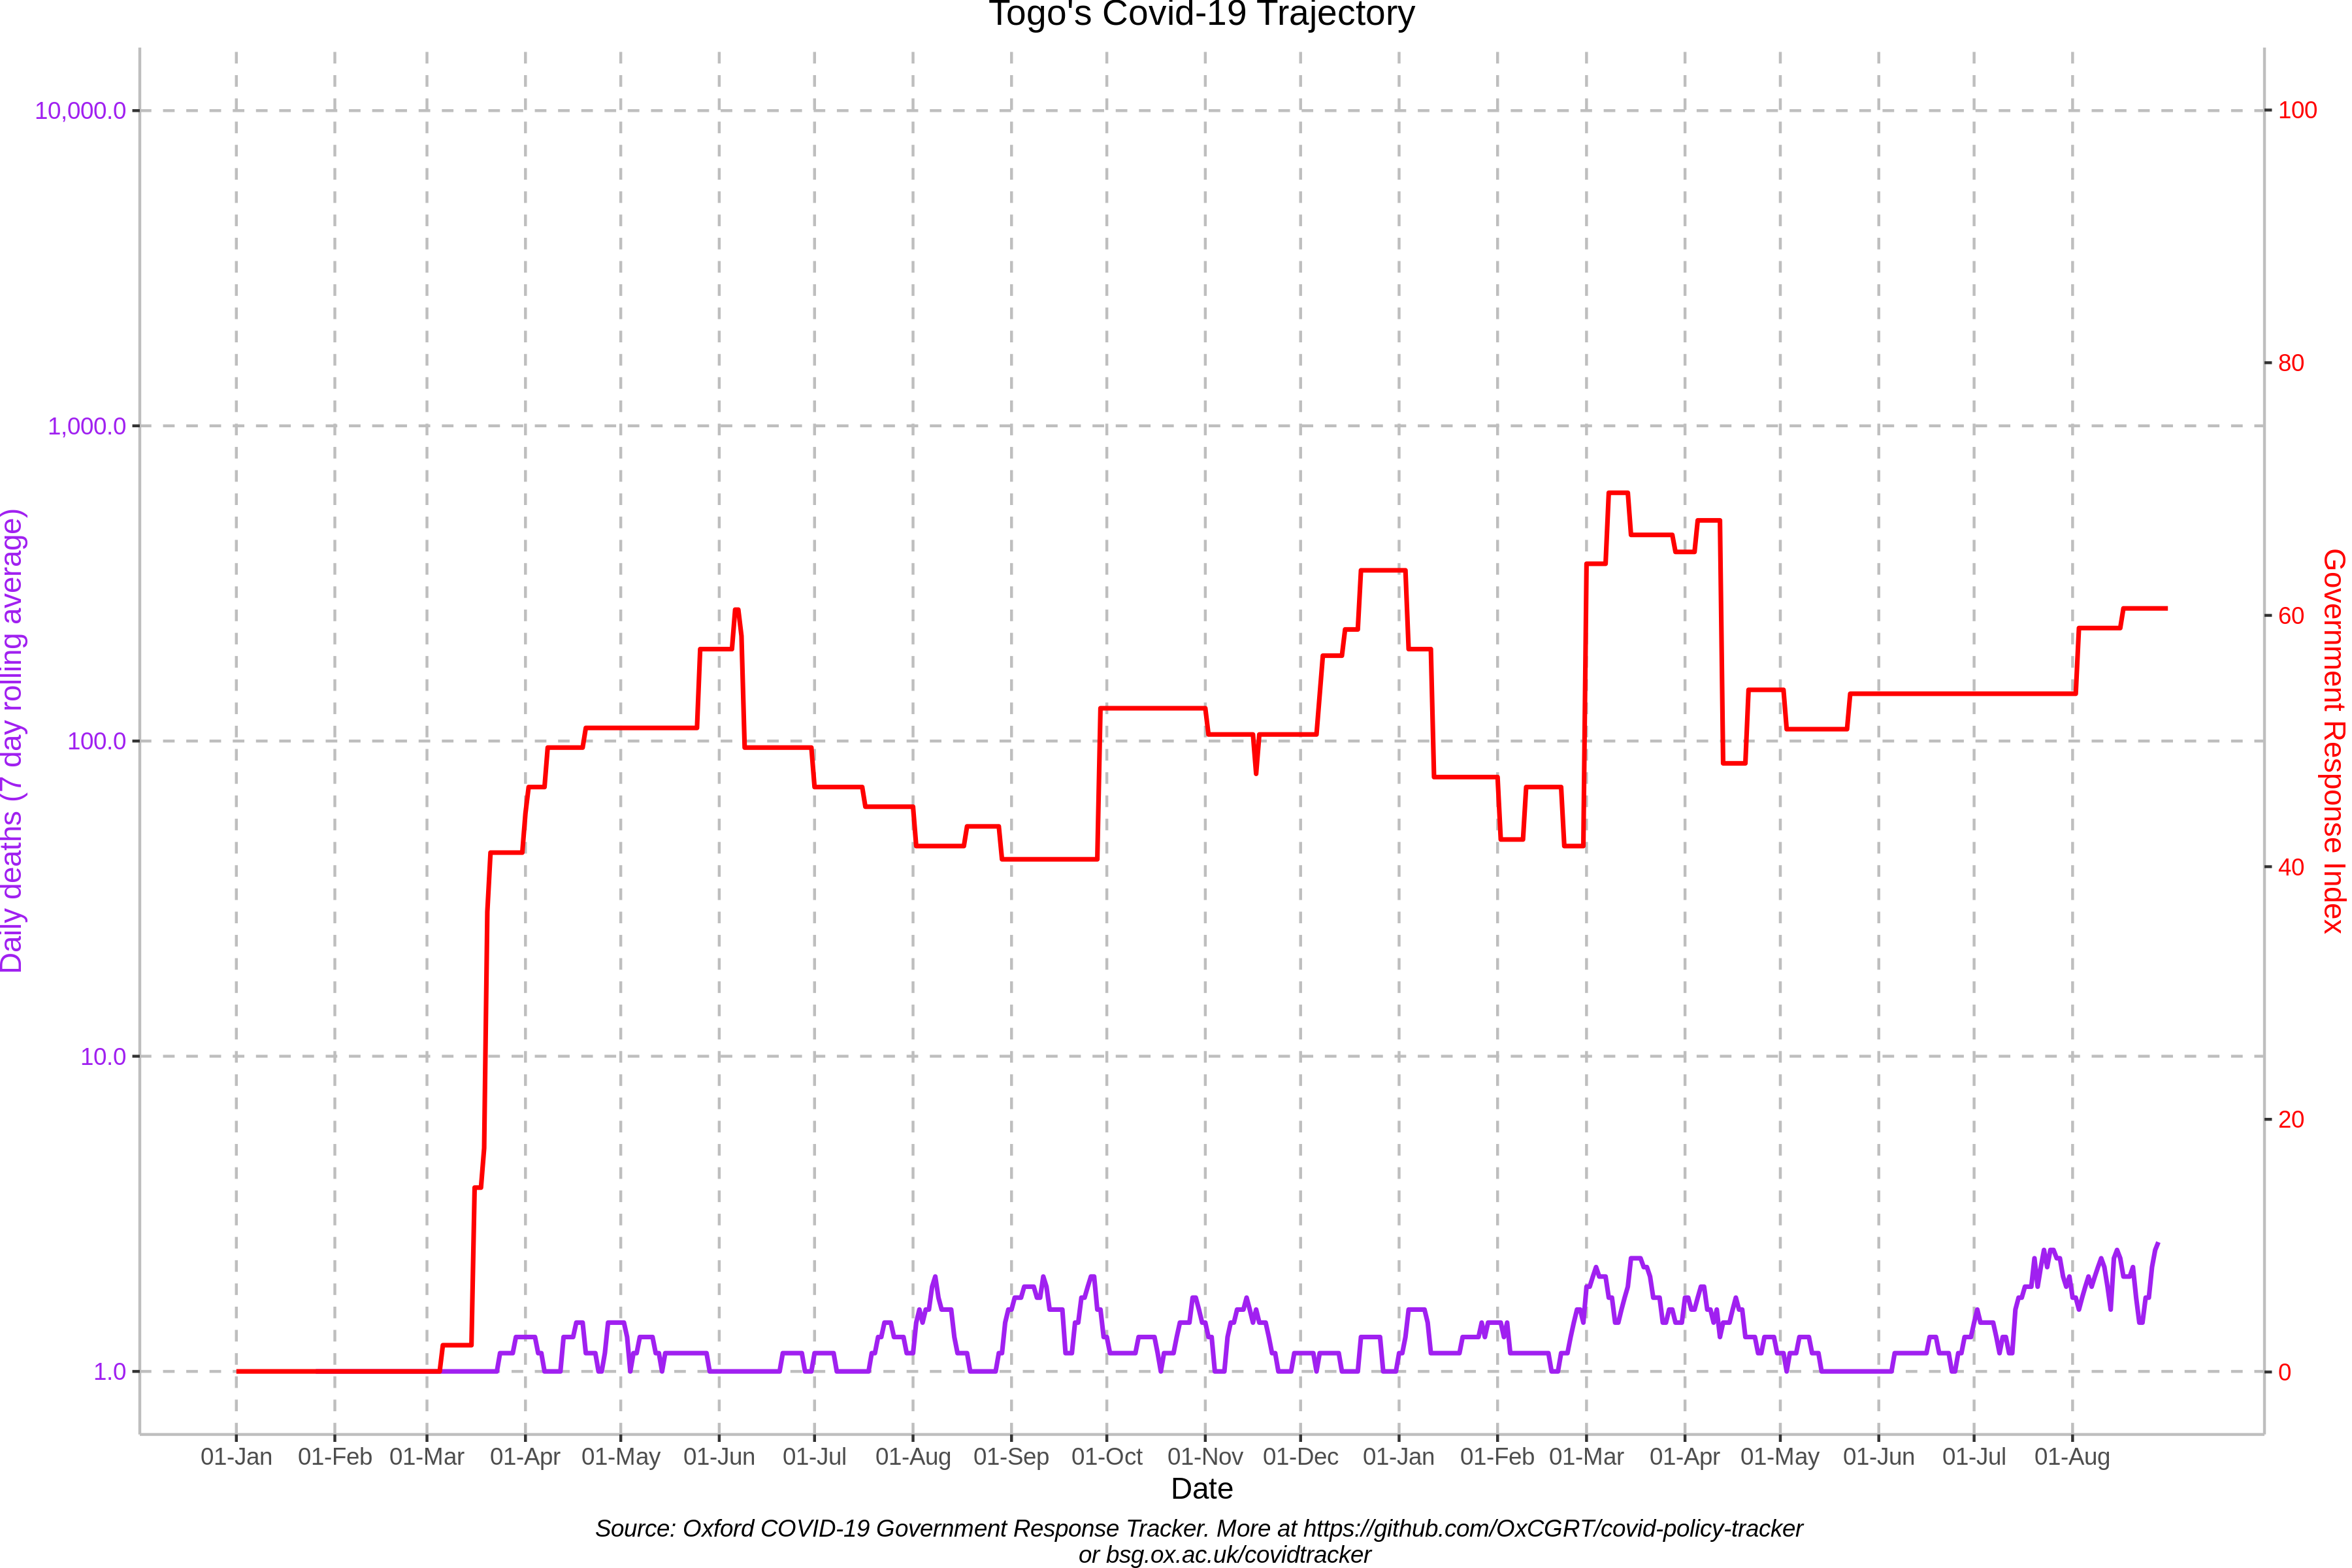 Togo's Covid-19 Trajectory
10,000.0
1,000.0
100.0
10.0
1.0
Daily deaths (7 day rolling average)
100
80
60
40
20
0
Government Response Index
01-Jan 01-Feb 01-Mar 01-Apr 01-May 01-Jun 01-Jul 01-Aug 01-Sep 01-Oct 01-Nov 01-Dec 01-Jan 01-Feb 01-Mar 01-Apr 01-May 01-Jun 01-Jul 01-Aug
Date
Source: Oxford COVID-19 Government Response Tracker. More at https://github.com/OxCGRT/covid-policy-tracker
or bsg.ox.ac.uk/covidtracker